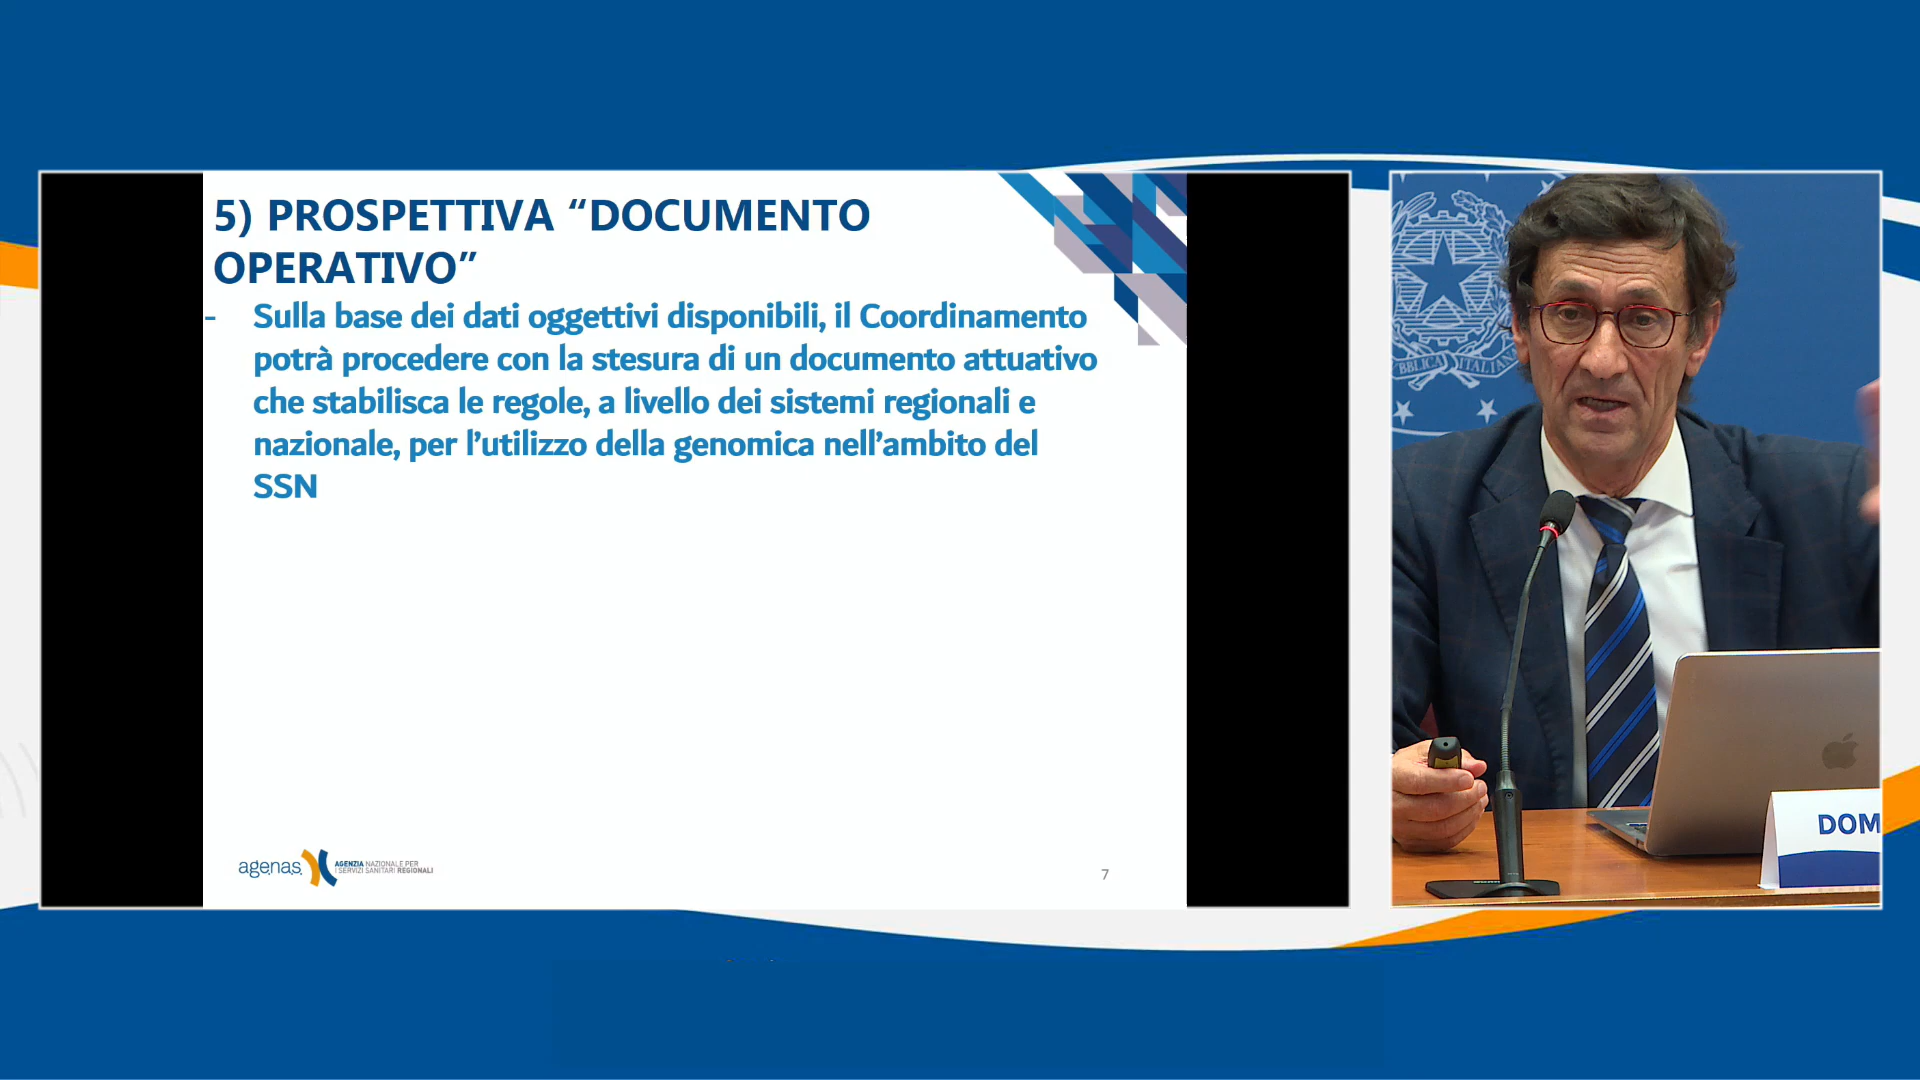 5) PROSPETTIVA “DOCUMENTO
OPERATIVO”
- Sulla base dei dati oggettivi disponibili, il Coordinamento
potrà procedere con la stesura di un documento attuativo
che stabilisca le regole, a livello dei sistemi regionali e
nazionale, per l’utilizzo della genomica nell’ambito del
SSN
agenas
AGENZIA NAZIONALE PER
I SERVIZI SANITARI REGIONALI
7
BBLICA ITALIAN
DOM